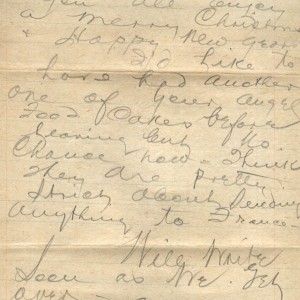 you all enjoy
a Merry Christmas
& Happy New Year
I'd like to
have had another
one of your angel
food cakes before
leaving but no
chance now - Think
they are pretty
strict about sending
anything to France -
Will write
soon as we get
over